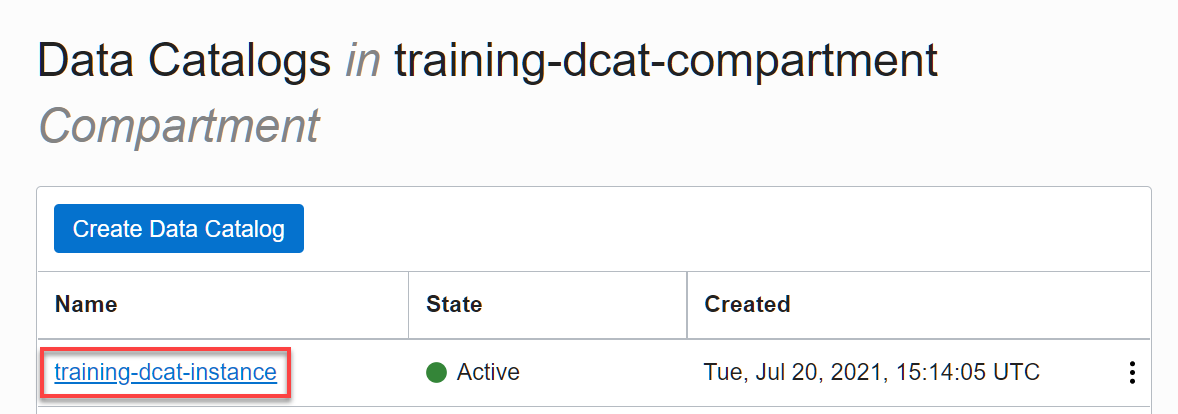 Data Catalogs in training-dcat-compartment
Compartment
Create Data Catalog
Name State Created
training-dcat-instance Active Tue, Jul 20, 2021, 15:14:05 UTC